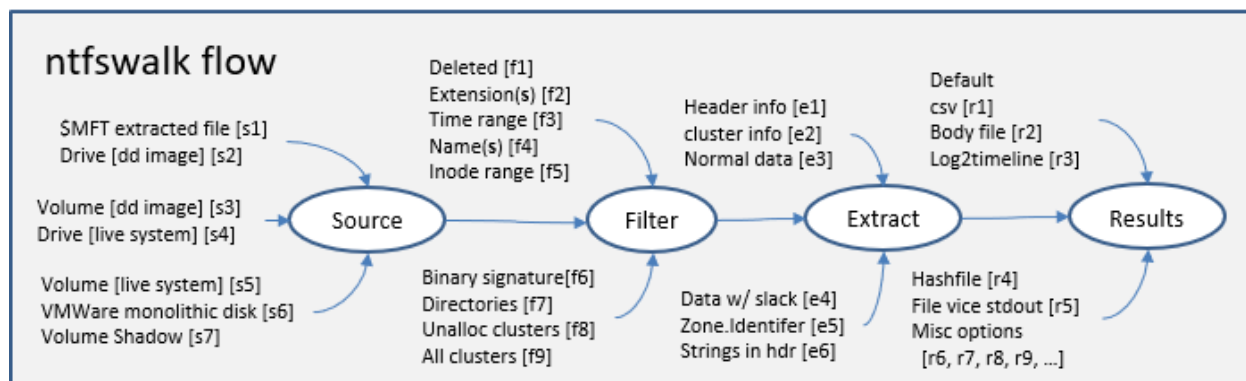 ntfswalk flow
$MFT extracted file [s1]
Drive [dd image] [s2]
Volume [dd image] [s3]
Drive [live system] [s4]
Volume [live system] [s5]
VMWare monolithic disk [s6]
Volume Shadow [s7]
Source
Deleted [f1]
Extension(s) [f2]
Time range [f3]
Name(s) [f4]
Inode range [f5]
Filter
Binary signature[f6]
Directories [f7]
Unalloc clusters [f8]
All clusters [f9]
Header info [e1]
cluster info [e2]
Normal data [e3]
Extract
Data w/ slack [e4]
Zone.Identifer [e5]
Strings in hdr [e6]
Default
csv [r1]
Body file [r2]
Log2timeline [r3]
Results
Hashfile [r4]
File vice stdout [r5]
Misc options
[r6, r7, r8, r9, ...]